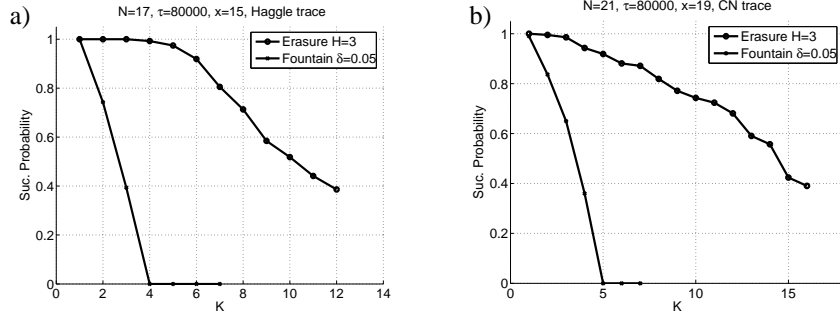 a)
N=17, τ=80000, x=15, Haggle trace
Suc. Probability
1
0.8
0.6
0.4
0.2
0
Erasure H=3
Fountain δ=0.05
0 2 4 6 8 10 12 14
K
b)
N=21, τ=80000, x=19, CN trace
Suc. Probability
1
0.8
0.6
0.4
0.2
0
Erasure H=3
Fountain δ=0.05
0 5 10 15
K